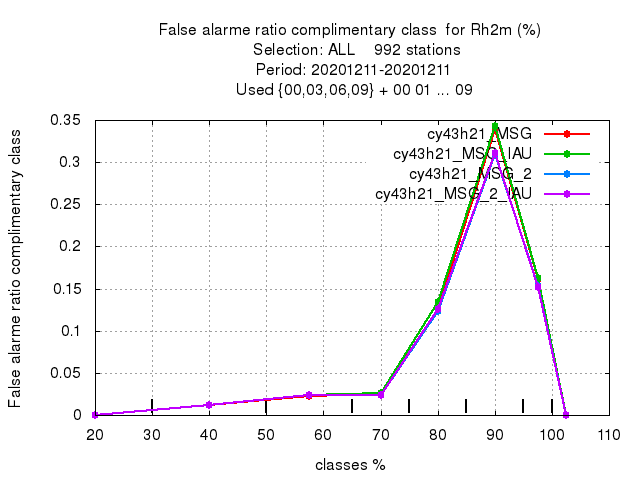 False alarme ratio complimentary class  for Rh2m (%)
Selection: ALL    992 stations
Period: 20201211-20201211
Used {00,03,06,09} + 00 01 ... 09
False alarme ratio complimentary class
0.35
0.3
0.25
0.2
0.15
0.1
0.05
0
cy43h21_MSG
cy43h21_MSG_IAU
cy43h21_MSG_2
cy43h21_MSG_2_IAU
20 30 40 50 60 70 80 90 100 110
classes %